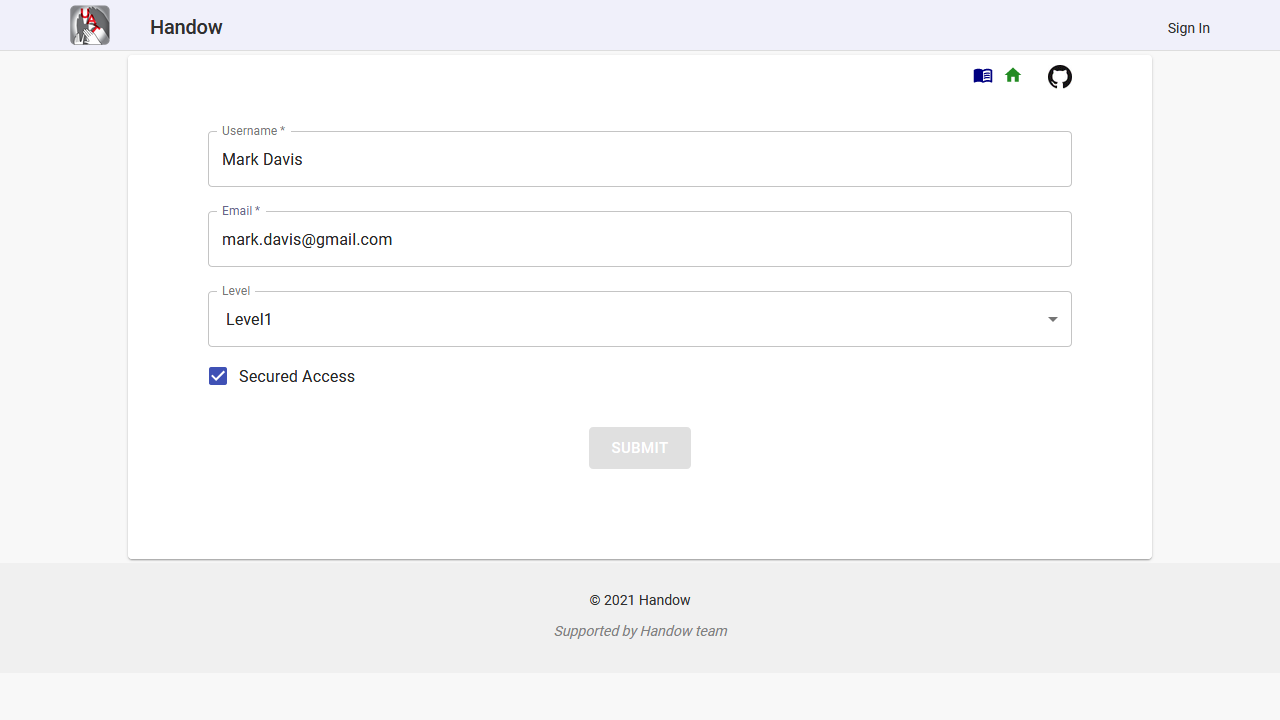 UA
Handow
Sign In
Username *
Mark Davis
Email *
mark.davis@gmail.com
Level
Level1
Secured Access
SUBMIT
© 2021 Handow
Supported by Handow team